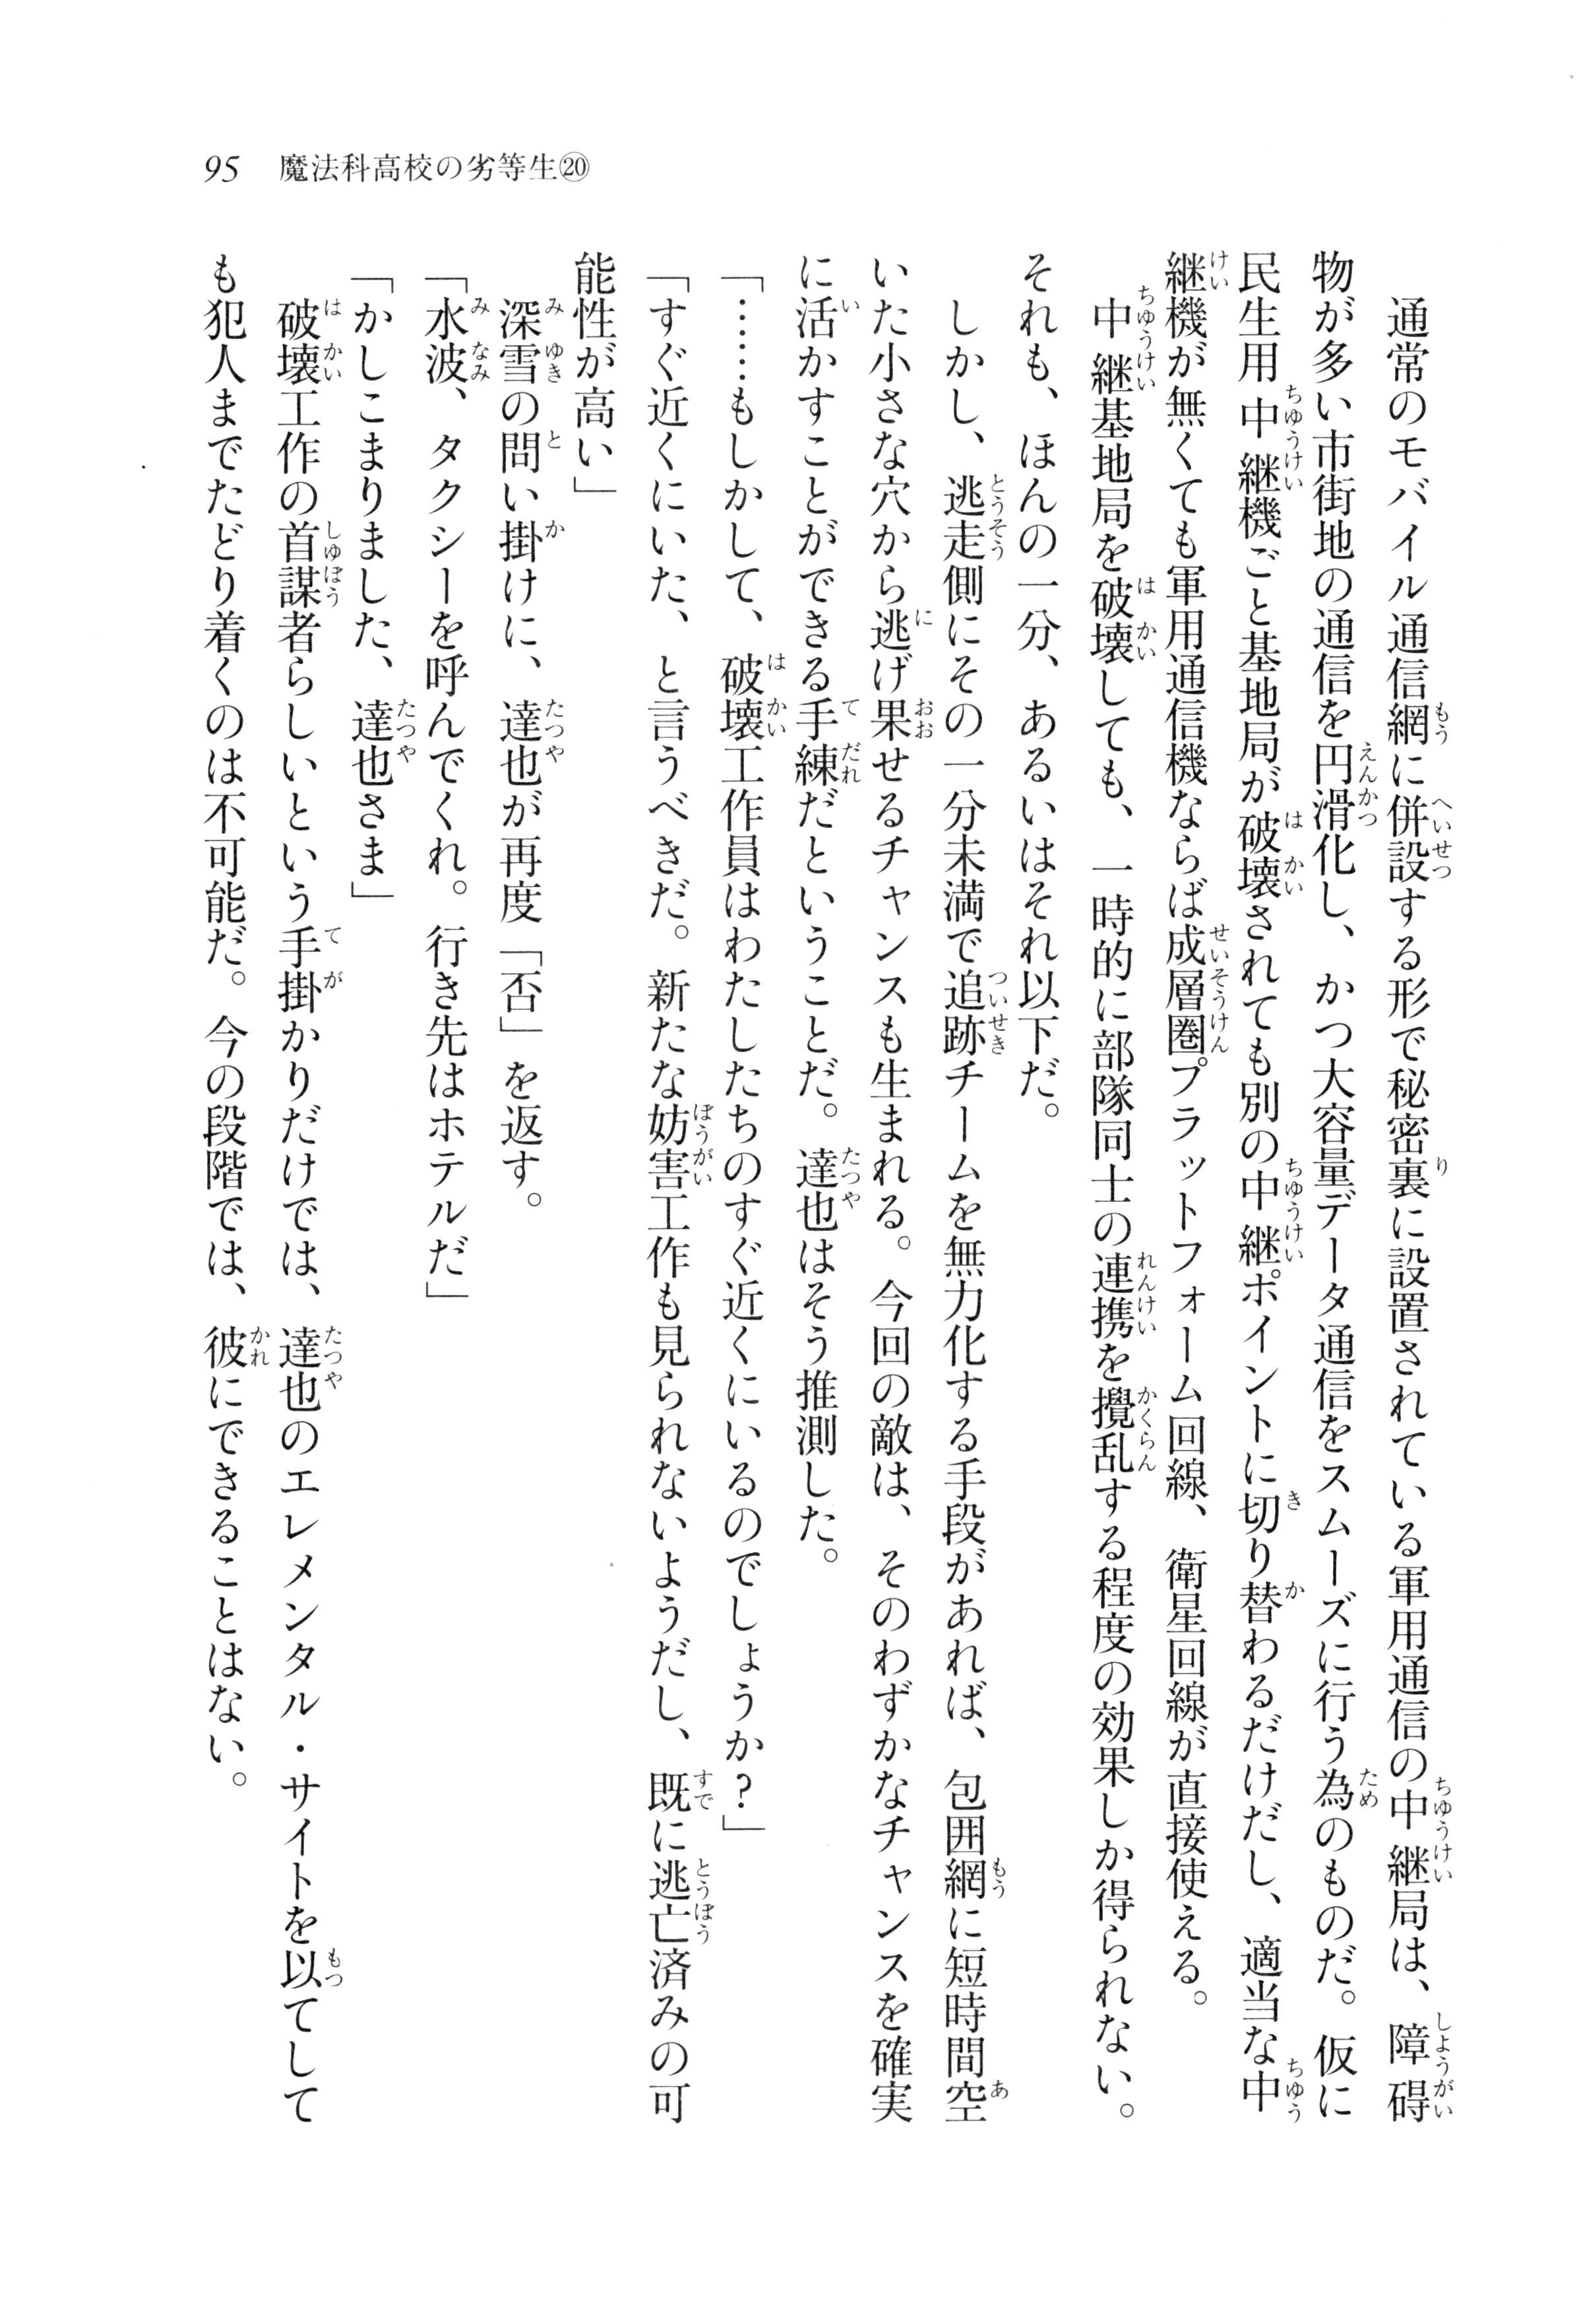 95 魔法科高校の劣等生⑳
通常のモバイル通信網に併設する形で秘密裏に設置されている軍用通信の中継局は、障碍
物が多い市街地の通信を円滑化し、かつ大容量データ通信をスムーズに行う為のものだ。仮に
民生用中継機ごと基地局が破壊されても別の中継ポイントに切り替わるだけだし、適当な中
継機が無くても軍用通信機ならば成層圏プラットフォーム回線、衛星回線が直接使える。
中継基地局を破壊しても、一時的に部隊同士の連携を攪乱する程度の効果しか得られない。
それも、ほんの一分、あるいはそれ以下だ。
しかし、逃走側にその一分未満で追跡チームを無力化する手段があれば、包囲網に短時間空
いた小さな穴から逃げ果せるチャンスも生まれる。今回の敵は、そのわずかなチャンスを確実
に活かすことができる手練だということだ。達也はそう推測した。
「……もしかして、破壊工作員はわたしたちのすぐ近くにいるのでしょうか?」
「すぐ近くにいた、と言うべきだ。新たな妨害工作も見られないようだし、既に逃亡済みの可
能性が高い」
深雪の問い掛けに、達也が再度「否」を返す。
「水波、タクシーを呼んでくれ。行き先はホテルだ」
「かしこまりました、達也さま」
破壊工作の首謀者らしいという手掛かりだけでは、達也のエレメンタル・サイトを以てして
も犯人までたどり着くのは不可能だ。今の段階では、彼にできることはない。